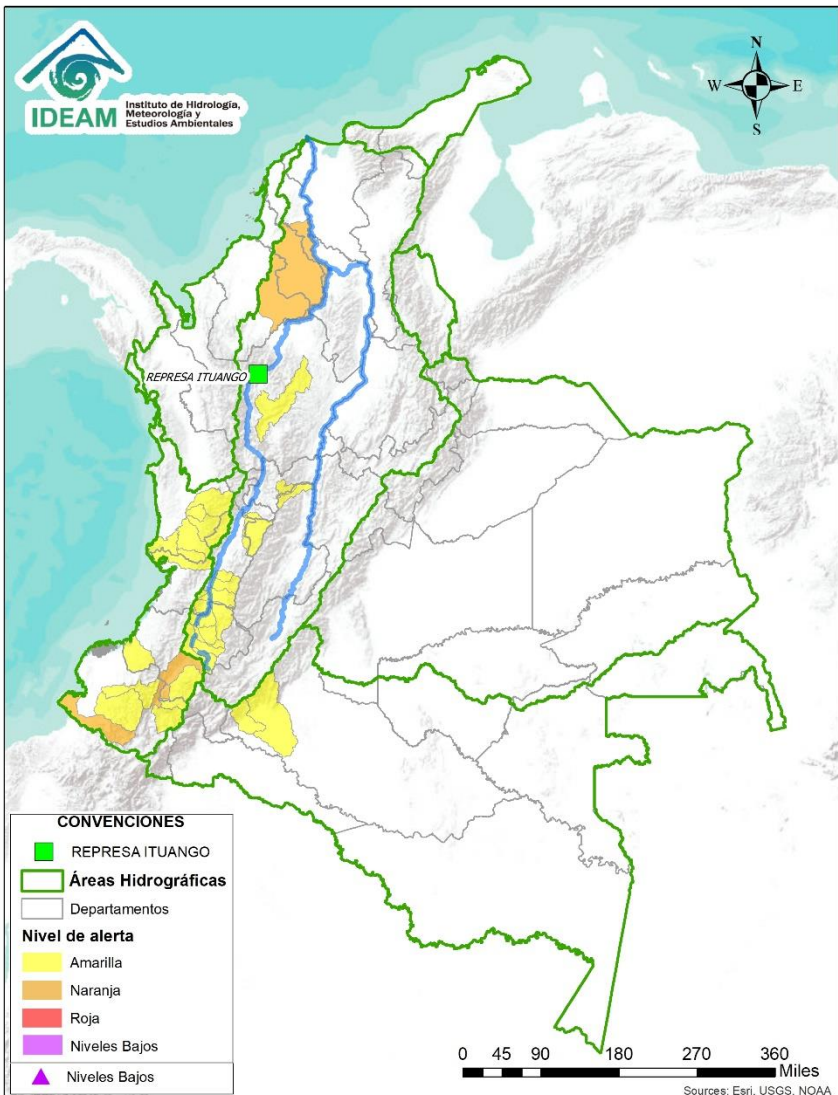 IDEAM
Instituto de Hidrología,
Meteorología y
Estudios Ambientales
N
W
E
S
REPRESA ITUANGO
CONVENCIONES
REPRESA ITUANGO
Áreas Hidrográficas
Departamentos
Nivel de alerta
Amarilla
Naranja
Roja
Niveles Bajos
Niveles Bajos
0 45 90 180 270 360
Miles
Sources: Esri, USGS, NOAA